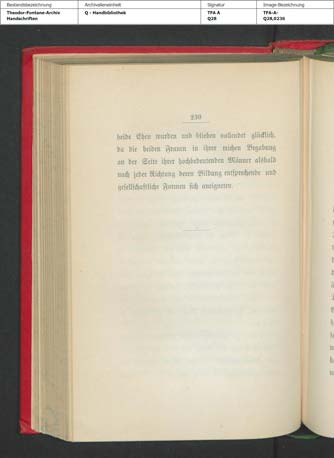 Bestandsbezeichnung Archivalieneinheit Signatur Image-Bezeichnung
Theodor-Fontane-Archiv Q - Handbibliothek TFA A TFA-A-
Handschriften Q28 Q28,0236
230
beide Ehen wurden und blieben vollendet glücklich,
da die beiden Frauen in ihrer reichen Begabung
an der Seite ihrer hochbedeutenden Männer alsbald
nach jeder Richtung deren Bildung entsprechende und
gesellschaftliche Formen sich aneigneten.